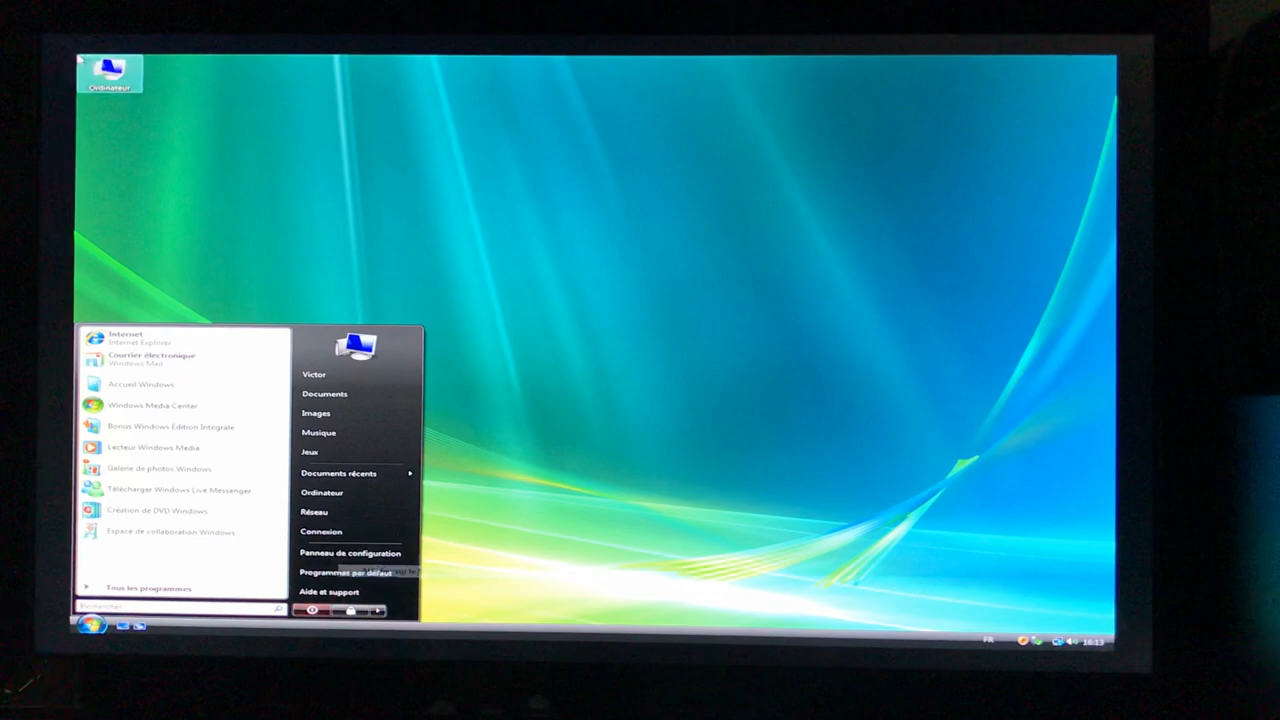 Ordinateur
Internet
Internet Explorer
Courrier électronique
Windows Mail
Accueil Windows
Windows Media Center
Bonus Windows Édition Intégrale
Lecteur Windows Media
Galerie de photos Windows
Télécharger Windows Live Messenger
Création de DVD Windows
Espace de collaboration Windows
Tous les programmes
Rechercher
Victor
Documents
Images
Musique
Jeux
Documents récents
Ordinateur
Réseau
Connexion
Panneau de configuration
Programmes par défaut
Aide et support
FR
16:13